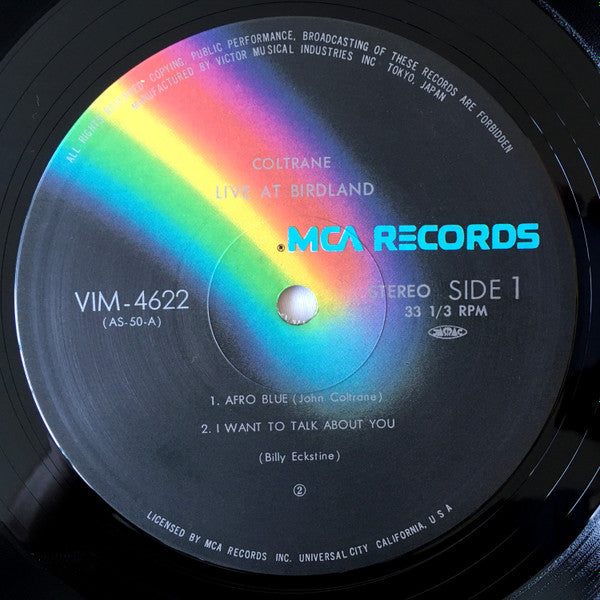 ALL RIGHTS RESERVED. COPYING, PUBLIC PERFORMANCE, BROADCASTING OF THESE RECORDS ARE FORBIDDEN
MANUFACTURED BY VICTOR MUSICAL INDUSTRIES INC TOKYO, JAPAN
COLTRANE
LIVE AT BIRDLAND
® MCA RECORDS
VIM-4622
(AS-50-A)
STEREO SIDE 1
33 1/3 RPM
1. AFRO BLUE (John Coltrane)
2. I WANT TO TALK ABOUT YOU
(Billy Eckstine)
②
LICENSED BY MCA RECORDS INC. UNIVERSAL CITY CALIFORNIA, U S A